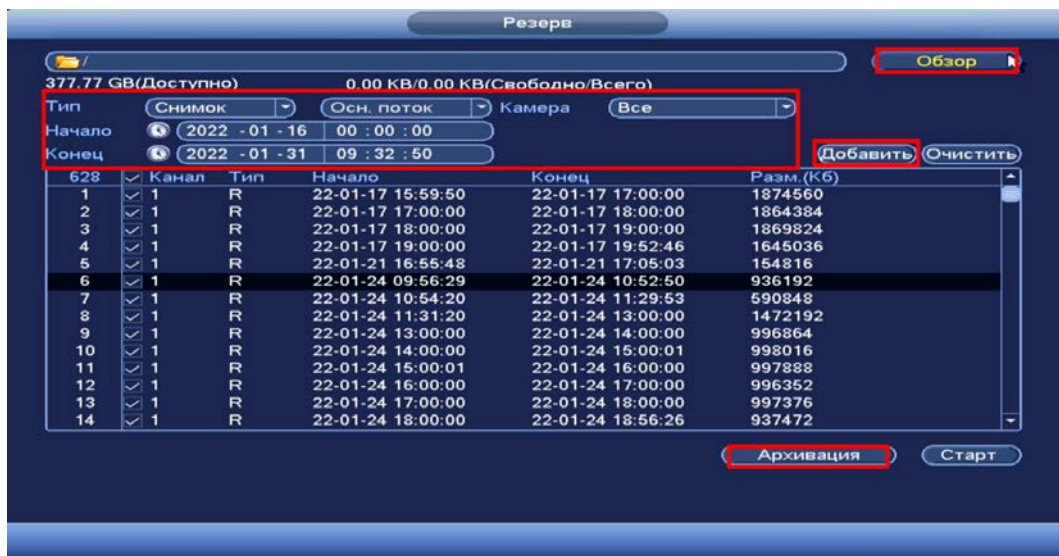 Резерв
/ Обзор
377.77 GB(Доступно) 0.00 KB/0.00 KB(Свободно/Всего)
Тип Снимок Осн. поток Камера Все
Начало 2022 -01 -16 00 :00 :00
Конец 2022 -01 -31 09 :32 :50 Добавить Очистить
628 Канал Тип Начало Конец Разм.(Кб)
1 1 R 22-01-17 15:59:50 22-01-17 17:00:00 1874560
2 1 R 22-01-17 17:00:00 22-01-17 18:00:00 1864384
3 1 R 22-01-17 18:00:00 22-01-17 19:00:00 1869824
4 1 R 22-01-17 19:00:00 22-01-17 19:52:46 1645036
5 1 R 22-01-21 16:55:48 22-01-21 17:05:03 154816
6 1 R 22-01-24 09:56:29 22-01-24 10:52:50 936192
7 1 R 22-01-24 10:54:20 22-01-24 11:29:53 590848
8 1 R 22-01-24 11:31:20 22-01-24 13:00:00 1472192
9 1 R 22-01-24 13:00:00 22-01-24 14:00:00 996864
10 1 R 22-01-24 14:00:00 22-01-24 15:00:01 998016
11 1 R 22-01-24 15:00:01 22-01-24 16:00:00 997888
12 1 R 22-01-24 16:00:00 22-01-24 17:00:00 996352
13 1 R 22-01-24 17:00:00 22-01-24 18:00:00 997376
14 1 R 22-01-24 18:00:00 22-01-24 18:56:26 937472
Архивация Старт